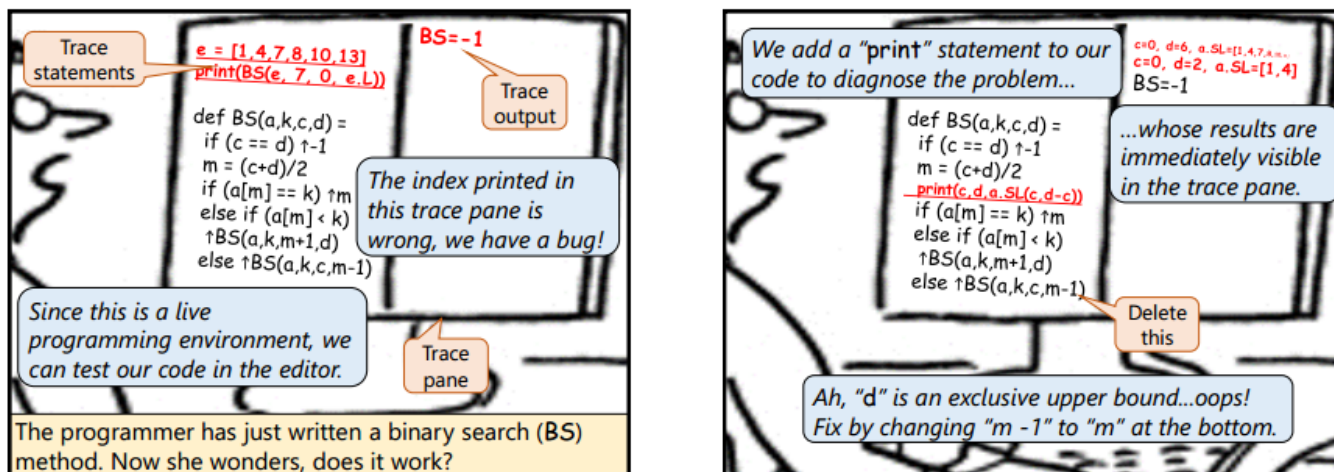 Trace
statements
e = [1,4,7,8,10,13]
print(BS(e, 7, 0, e.L))
BS=-1
Trace
output
def BS(a,k,c,d) =
if (c == d) ↑-1
m = (c+d)/2
if (a[m] == k) ↑m
else if (a[m] < k)
↑BS(a,k,m+1,d)
else ↑BS(a,k,c,m-1)
The index printed in
this trace pane is
wrong, we have a bug!
Since this is a live
programming environment, we
can test our code in the editor.
Trace
pane
The programmer has just written a binary search (BS)
method. Now she wonders, does it work?
We add a “print” statement to our
code to diagnose the problem…
c=0, d=6, a.SL=[1,4,7,
c=0, d=2, a.SL=[1,4]
BS=-1
def BS(a,k,c,d) =
if (c == d) ↑-1
m = (c+d)/2
print(c,d,a.SL(c,d-c))
if (a[m] == k) ↑m
else if (a[m] < k)
↑BS(a,k,m+1,d)
else ↑BS(a,k,c,m-1)
…whose results are
immediately visible
in the trace pane.
Delete
this
Ah, “d” is an exclusive upper bound…oops!
Fix by changing “m -1” to “m” at the bottom.